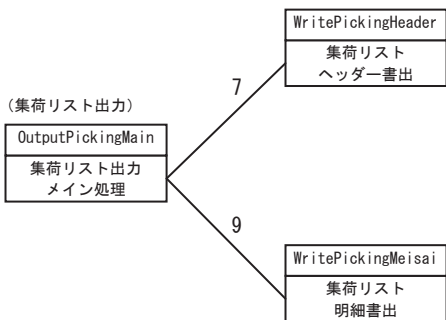 WritePickingHeader
集荷リスト
ヘッダー書出
7
(集荷リスト出力)
OutputPickingMain
集荷リスト出力
メイン処理
9
WritePickingMeisai
集荷リスト
明細書出